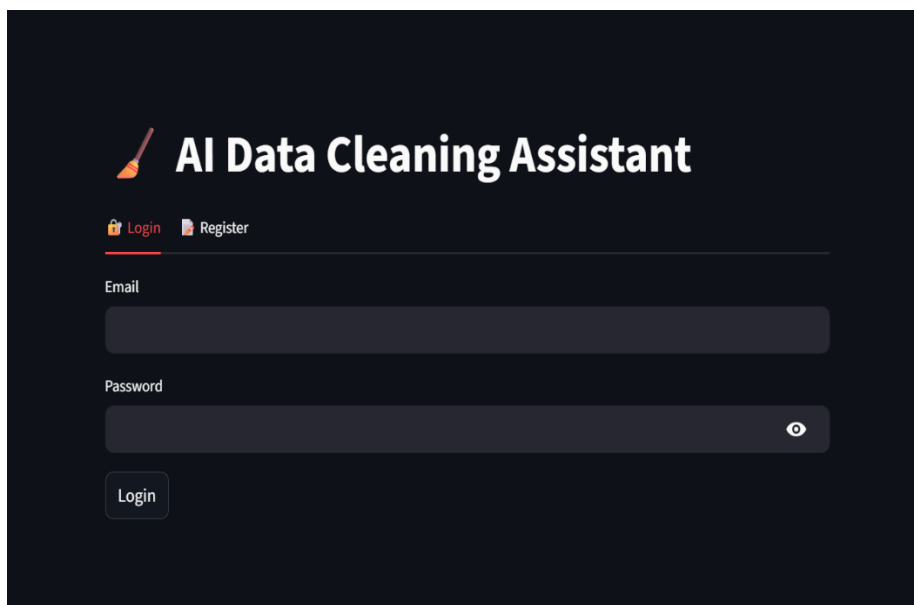 AI Data Cleaning Assistant
Login Register
Email
Password
Login